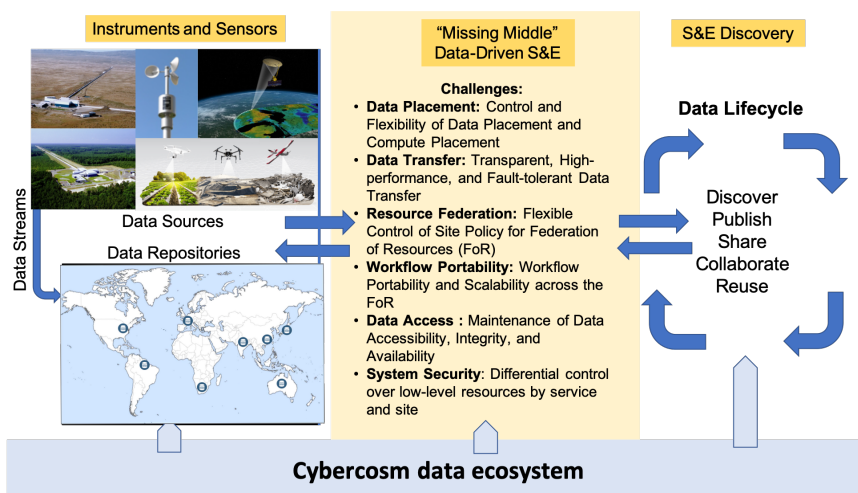 Instruments and Sensors
Data Streams
Data Sources
Data Repositories
“Missing Middle”
Data-Driven S&E
Challenges:
• Data Placement: Control and
Flexibility of Data Placement and
Compute Placement
• Data Transfer: Transparent, High-
performance, and Fault-tolerant Data
Transfer
• Resource Federation: Flexible
Control of Site Policy for Federation
of Resources (FoR)
• Workflow Portability: Workflow
Portability and Scalability across the
FoR
• Data Access : Maintenance of Data
Accessibility, Integrity, and
Availability
• System Security: Differential control
over low-level resources by service
and site
S&E Discovery
Data Lifecycle
Discover
Publish
Share
Collaborate
Reuse
Cybercosm data ecosystem